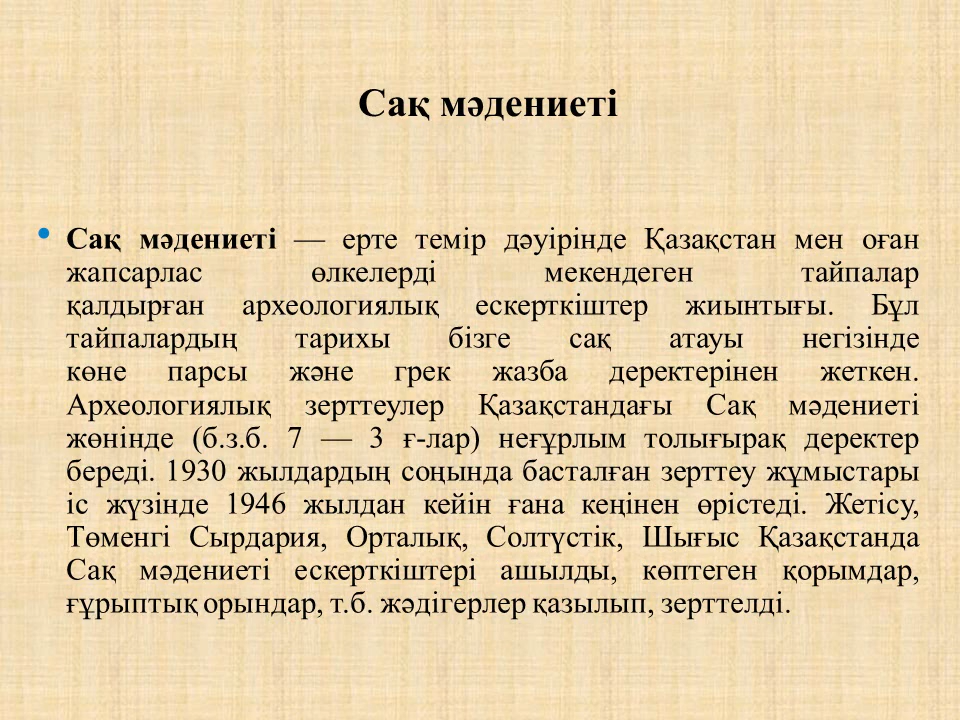 Сақ мәдениеті
• Сақ мәдениеті — ерте темір дәуірінде Қазақстан мен оған
жапсарлас өлкелерді мекендеген тайпалар
қалдырған археологиялық ескерткіштер жиынтығы. Бұл
тайпалардың тарихы бізге сақ атауы негізінде
көне парсы және грек жазба деректерінен жеткен.
Археологиялық зерттеулер Қазақстандағы Сақ мәдениеті
жөнінде (б.з.б. 7 — 3 ғ-лар) неғұрлым толығырақ деректер
береді. 1930 жылдардың соңында басталған зерттеу жұмыстары
іс жүзінде 1946 жылдан кейін ғана кеңінен өрістеді. Жетісу,
Төменгі Сырдария, Орталық, Солтүстік, Шығыс Қазақстанда
Сақ мәдениеті ескерткіштері ашылды, көптеген қорымдар,
ғұрыптық орындар, т.б. жәдігерлер қазылып, зерттелді.